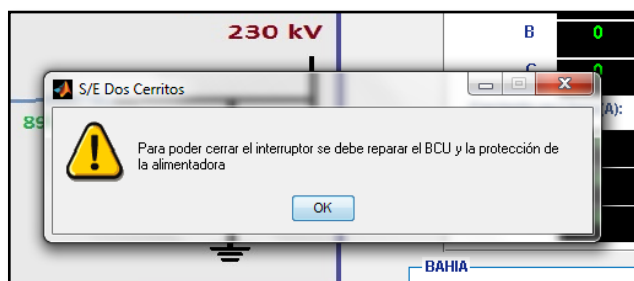 230 kV
B 0
C 0
S/E Dos Cerritos
(A):
89
Para poder cerrar el interruptor se debe reparar el BCU y la protección de
la alimentadora
OK
BAHIA